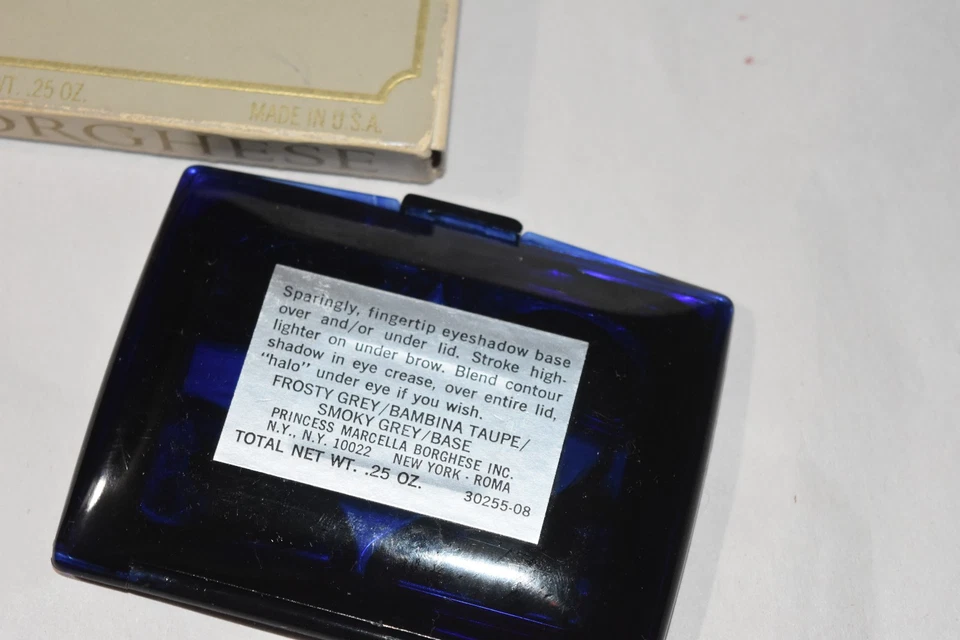 .25 OZ.
MADE IN U.S.A.
ORGHESE
Sparingly, fingertip eyeshadow base
over and/or under lid. Stroke high-
lighter on under brow. Blend contour
shadow in eye crease, over entire lid,
“halo” under eye if you wish.
FROSTY GREY/BAMBINA TAUPE/
SMOKY GREY/BASE
PRINCESS MARCELLA BORGHESE INC.
N.Y., N.Y. 10022 NEW YORK · ROMA
TOTAL NET WT. .25 OZ. 30255-08